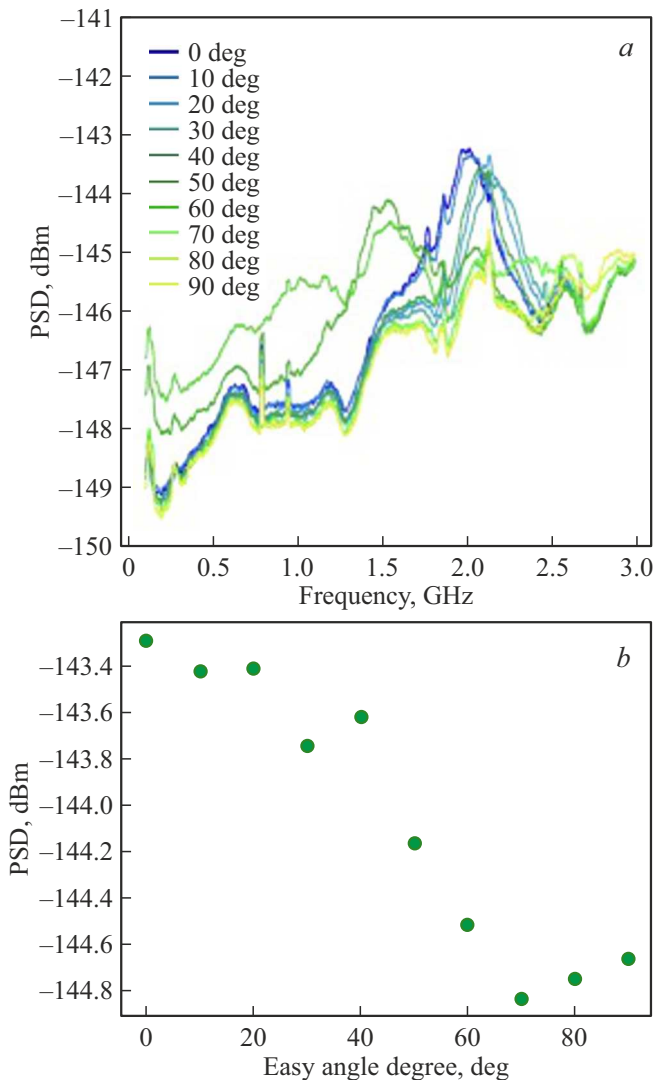 a
−141
−142
−143
−144
−145
−146
−147
−148
−149
−150
PSD, dBm
0 deg
10 deg
20 deg
30 deg
40 deg
50 deg
60 deg
70 deg
80 deg
90 deg
0
0.5
1.0
1.5
2.0
2.5
3.0
Frequency, GHz
b
−143.4
−143.6
−143.8
−144.0
−144.2
−144.4
−144.6
−144.8
PSD, dBm
0
20
40
60
80
Easy angle degree, deg